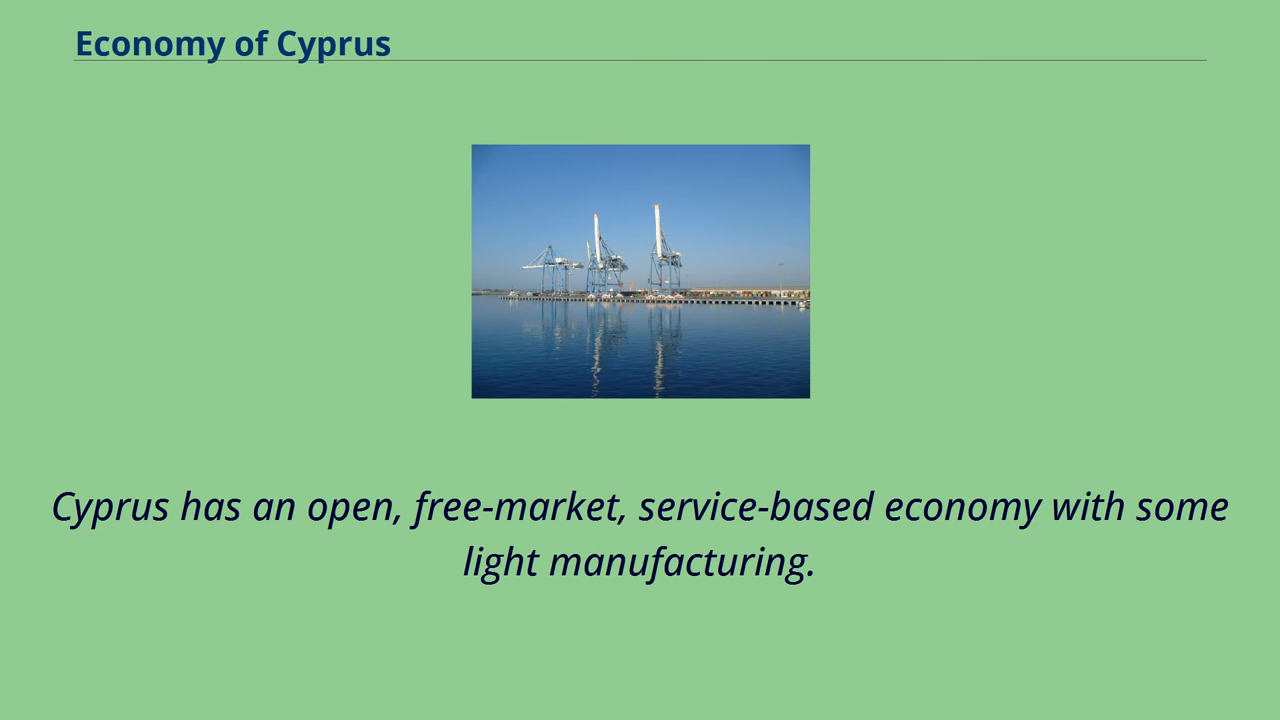 Economy of Cyprus
Cyprus has an open, free-market, service-based economy with some
light manufacturing.